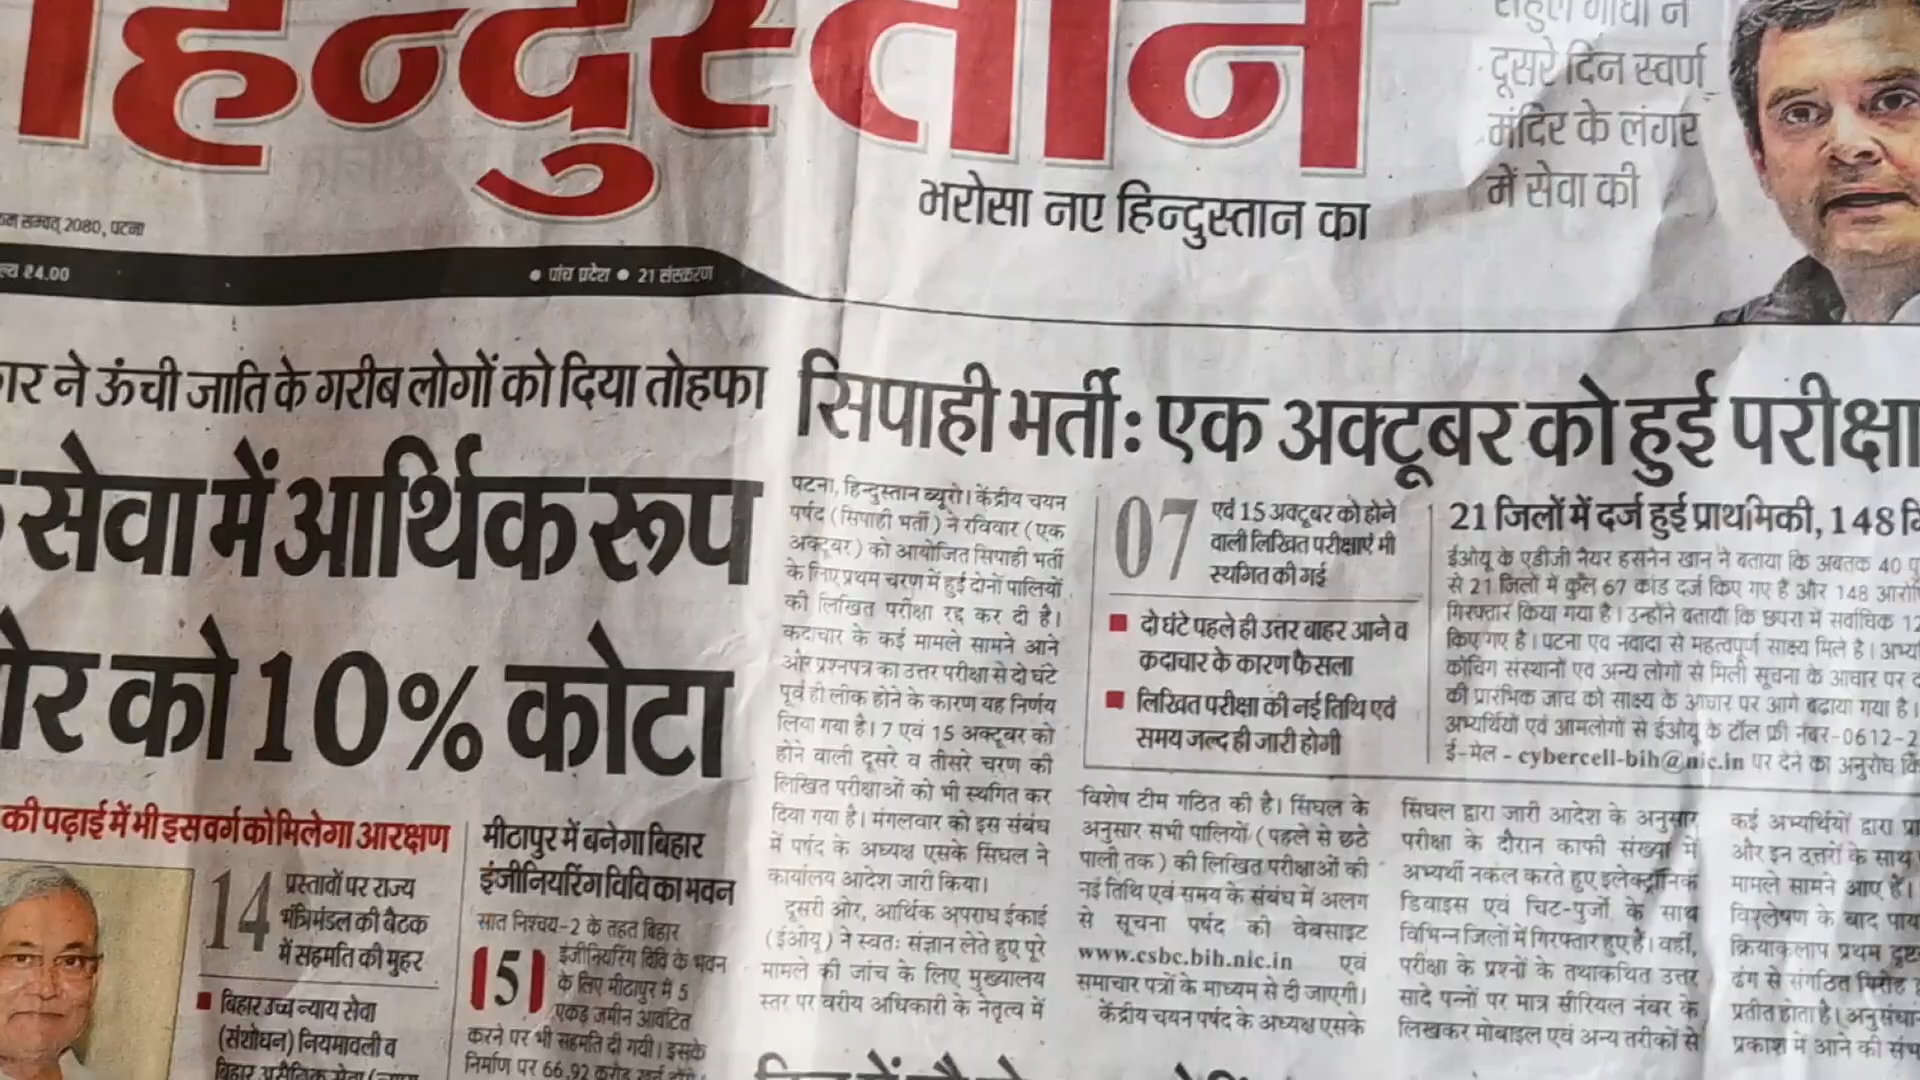 हिन्दुस्तान
भरोसा नए हिन्दुस्तान का
दूसरे दिन स्वर्ण
मंदिर के लंगर
में सेवा की
सम्वत् 2080, पटना
₹4.00
● पांच प्रदेश ● 21 संस्करण
ने ऊंची जाति के गरीब लोगों को दिया तोहफा
सेवा में आर्थिक रूप
को 10% कोटा
की पढ़ाई में भी इस वर्ग को मिलेगा आरक्षण
14 प्रस्तावों पर राज्य
मंत्रिमंडल की बैठक
में सहमति की मुहर
बिहार उच्च न्याय सेवा
(संशोधन) नियमावली व
मीठापुर में बनेगा बिहार
इंजीनियरिंग विवि का भवन
सात निश्चय-2 के तहत बिहार
5 इंजीनियरिंग विवि के भवन
के लिए मीठापुर में 5
एकड़ जमीन आवंटित
करने पर भी सहमति दी गयी। इसके
निर्माण पर 66.92 करोड़
सिपाही भर्ती: एक अक्टूबर को हुई परीक्षा
पटना, हिन्दुस्तान ब्यूरो। केंद्रीय चयन
पर्षद (सिपाही भर्ती) ने रविवार (एक
अक्टूबर) को आयोजित सिपाही भर्ती
के लिए प्रथम चरण में हुई दोनों पालियों
की लिखित परीक्षा रद्द कर दी है।
कदाचार के कई मामले सामने आने
और प्रश्नपत्र का उत्तर परीक्षा से दो घंटे
पूर्व ही लीक होने के कारण यह निर्णय
लिया गया है। 7 एवं 15 अक्टूबर को
होने वाली दूसरे व तीसरे चरण की
लिखित परीक्षाओं को भी स्थगित कर
दिया गया है। मंगलवार को इस संबंध
में पर्षद के अध्यक्ष एसके सिंघल ने
कार्यालय आदेश जारी किया।
दूसरी ओर, आर्थिक अपराध ईकाई
(ईओयू) ने स्वत: संज्ञान लेते हुए पूरे
मामले की जांच के लिए मुख्यालय
स्तर पर वरीय अधिकारी के नेतृत्व में
07 एवं 15 अक्टूबर को होने
वाली लिखित परीक्षाएं भी
स्थगित की गई
दो घंटे पहले ही उत्तर बाहर आने व
कदाचार के कारण फैसला
लिखित परीक्षा की नई तिथि एवं
समय जल्द ही जारी होगी
21 जिलों में दर्ज हुई प्राथमिकी, 148
ईओयू के एडीजी नैयर हसनैन खान ने बताया कि अबतक 40
से 21 जिलों में कुल 67 कांड दर्ज किए गए हैं और 148
गिरफ्तार किया गया है। उन्होंने बताया कि छपरा में सर्वाधिक
किए गए है। पटना एवं नवादा से महत्वपूर्ण साक्ष्य मिले है।
कोचिंग संस्थानों एवं अन्य लोगों से मिली सूचना के आधार पर
की प्रारंभिक जांच को साक्ष्य के आधार पर आगे बढ़ाया गया है।
अभ्यर्थियों एवं आमलोगों से ईओयू के टॉल फ्री नंबर-0612-2
ई-मेल - cybercell-bih@nic.in पर देने का अनुरोध
विशेष टीम गठित की है। सिंघल के
अनुसार सभी पालियों (पहले से छठे
पाली तक) की लिखित परीक्षाओं की
नई तिथि एवं समय के संबंध में अलग
से सूचना पर्षद की वेबसाइट
www.csbc.bih.nic.in एवं
समाचार पत्रों के माध्यम से दी जाएगी।
केंद्रीय चयन पर्षद के अध्यक्ष एसके
सिंघल द्वारा जारी आदेश के अनुसार
परीक्षा के दौरान काफी संख्या में
अभ्यर्थी नकल करते हुए इलेक्ट्रॉनिक
डिवाइस एवं चिट-पुर्जो के साथ
विभिन्न जिलों में गिरफ्तार हुए है। वहीं,
परीक्षा के प्रश्नों के तथाकथित उत्तर
सादे पन्नों पर मात्र सीरियल नंबर के
लिखकर मोबाइल एवं अन्य तरीकों से
कई अभ्यर्थियों द्वारा
और इन उत्तरों के साथ
मामले सामने आए हैं।
विश्लेषण के बाद
क्रियाकलाप प्रथम
ढंग से संगठित गिरोह
प्रतीत होता है।
प्रकाश में आने की